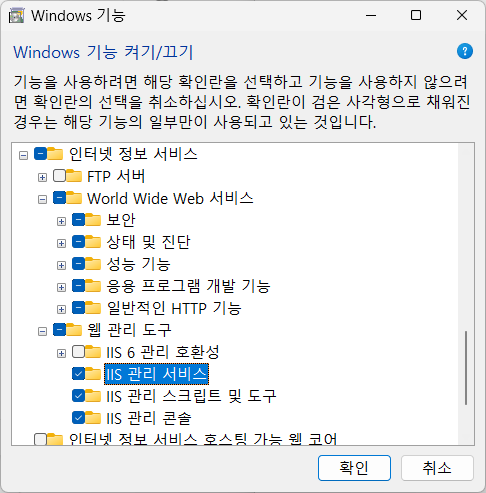 Windows 기능
Windows 기능 켜기/끄기
기능을 사용하려면 해당 확인란을 선택하고 기능을 사용하지 않으려
면 확인란의 선택을 취소하십시오. 확인란이 검은 사각형으로 채워진
경우는 해당 기능의 일부만이 사용되고 있는 것입니다.
인터넷 정보 서비스
FTP 서버
World Wide Web 서비스
보안
상태 및 진단
성능 기능
응용 프로그램 개발 기능
일반적인 HTTP 기능
웹 관리 도구
IIS 6 관리 호환성
IIS 관리 서비스
IIS 관리 스크립트 및 도구
IIS 관리 콘솔
인터넷 정보 서비스 호스팅 가능 웹 코어
확인
취소